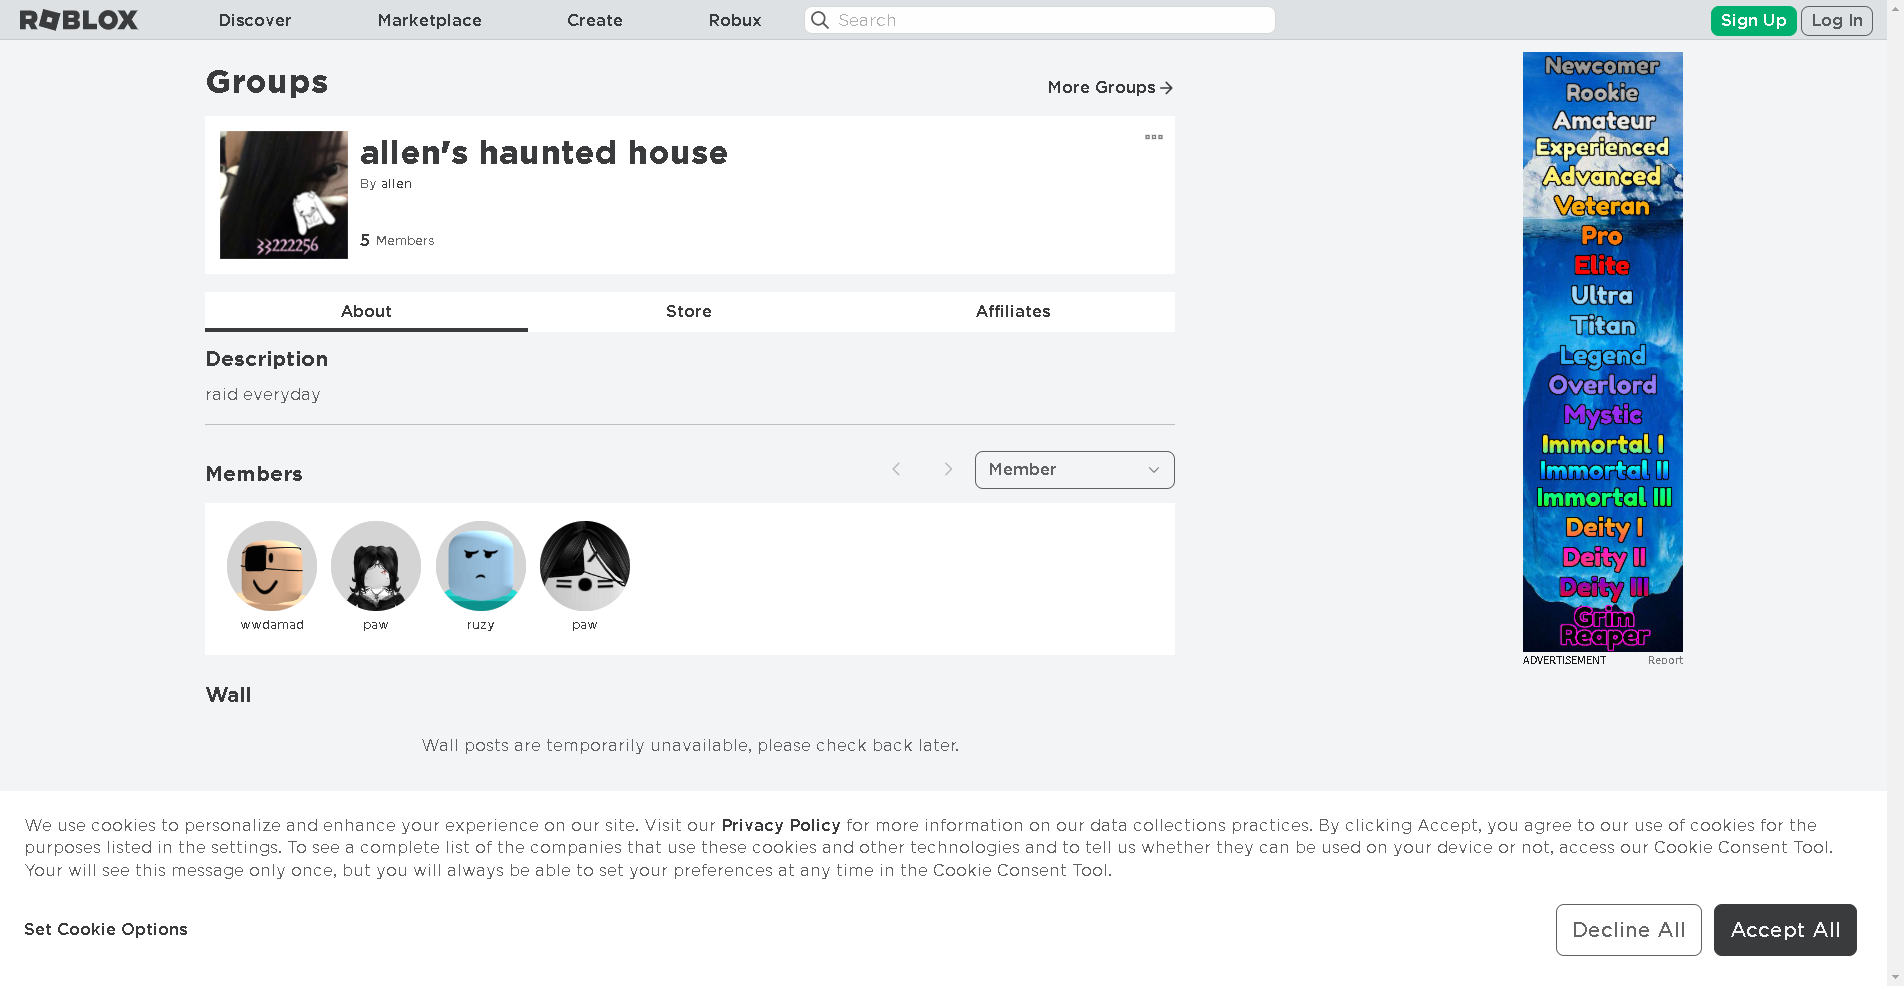 ROBLOX
Discover
Marketplace
Create
Robux
Search
Sign Up
Log In
Groups
More Groups
allen's haunted house
By allen
33222256
5 Members
About
Store
Affiliates
Description
raid everyday
Members
Member
wwdamad
paw
ruzy
paw
Wall
Wall posts are temporarily unavailable, please check back later.
Newcomer
Rookie
Amateur
Experienced
Advanced
Veteran
Pro
Elite
Ultra
Titan
Legend
Overlord
Mystic
Immortal I
Immortal II
Immortal III
Deity I
Deity II
Deity III
Grim
Reaper
ADVERTISEMENT
Report
We use cookies to personalize and enhance your experience on our site. Visit our Privacy Policy for more information on our data collections practices. By clicking Accept, you agree to our use of cookies for the
purposes listed in the settings. To see a complete list of the companies that use these cookies and other technologies and to tell us whether they can be used on your device or not, access our Cookie Consent Tool.
Your will see this message only once, but you will always be able to set your preferences at any time in the Cookie Consent Tool.
Set Cookie Options
Decline All
Accept All